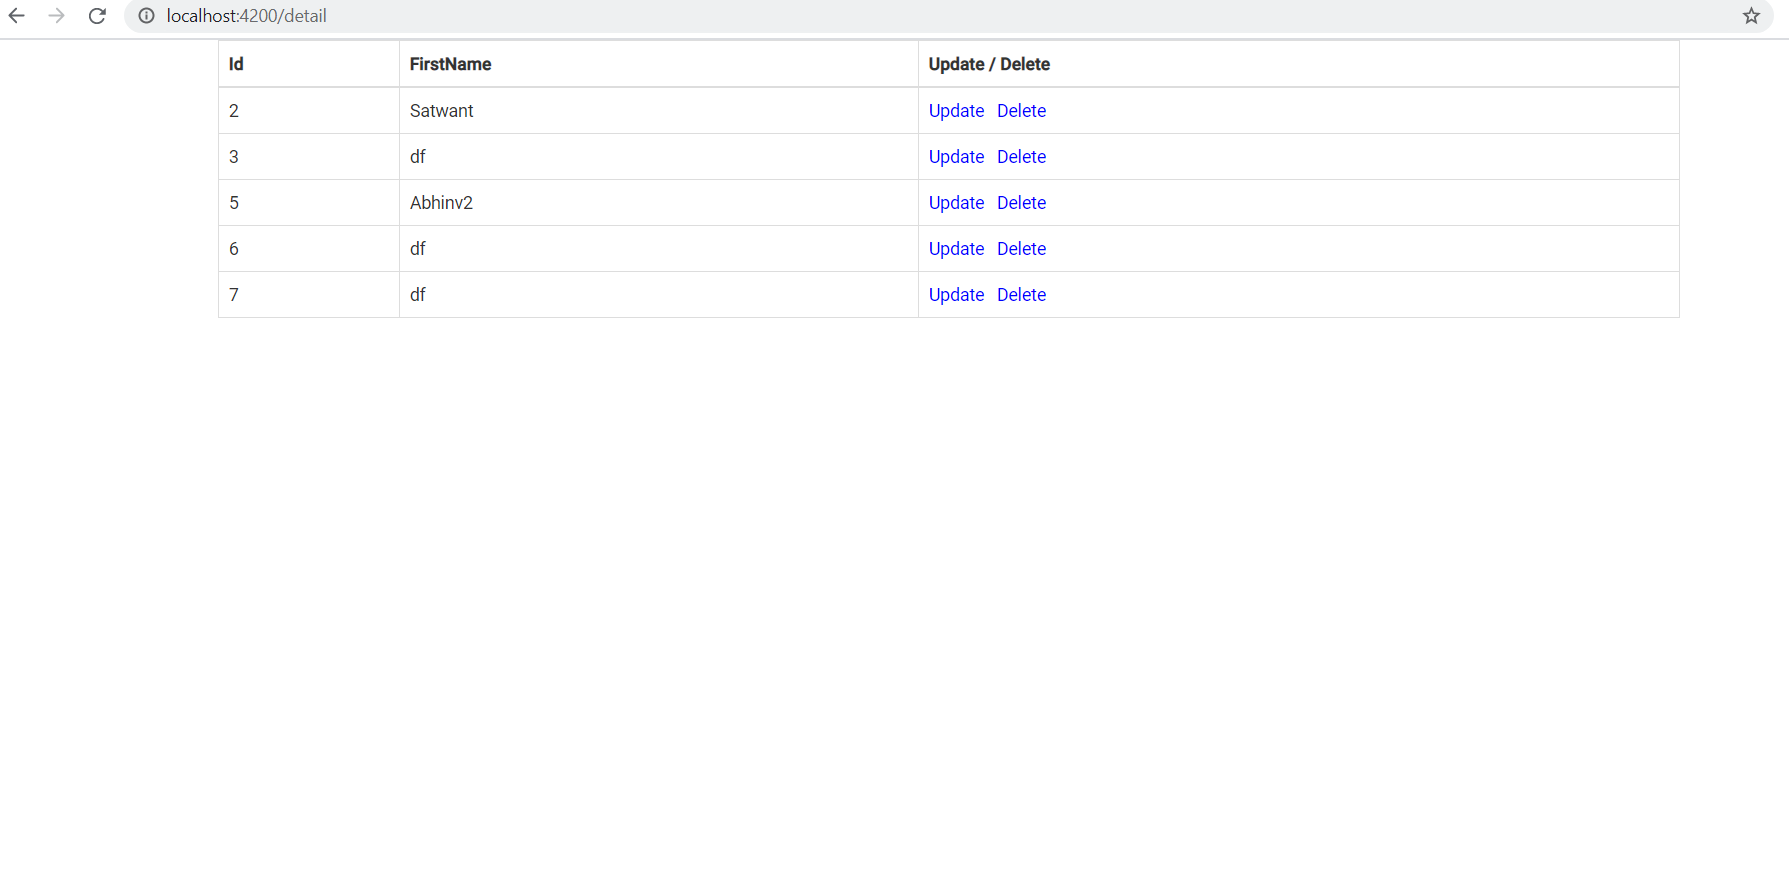 localhost:4200/detail
Id FirstName Update / Delete
2 Satwant Update Delete
3 df Update Delete
5 Abhinv2 Update Delete
6 df Update Delete
7 df Update Delete